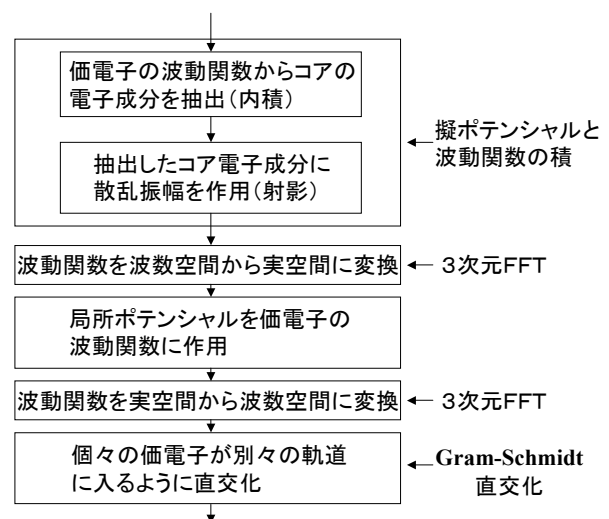 価電子の波動関数からコアの
電子成分を抽出(内積)
抽出したコア電子成分に
散乱振幅を作用(射影)
擬ポテンシャルと
波動関数の積
波動関数を波数空間から実空間に変換
3次元FFT
局所ポテンシャルを価電子の
波動関数に作用
波動関数を実空間から波数空間に変換
3次元FFT
個々の価電子が別々の軌道
に入るように直交化
Gram-Schmidt
直交化